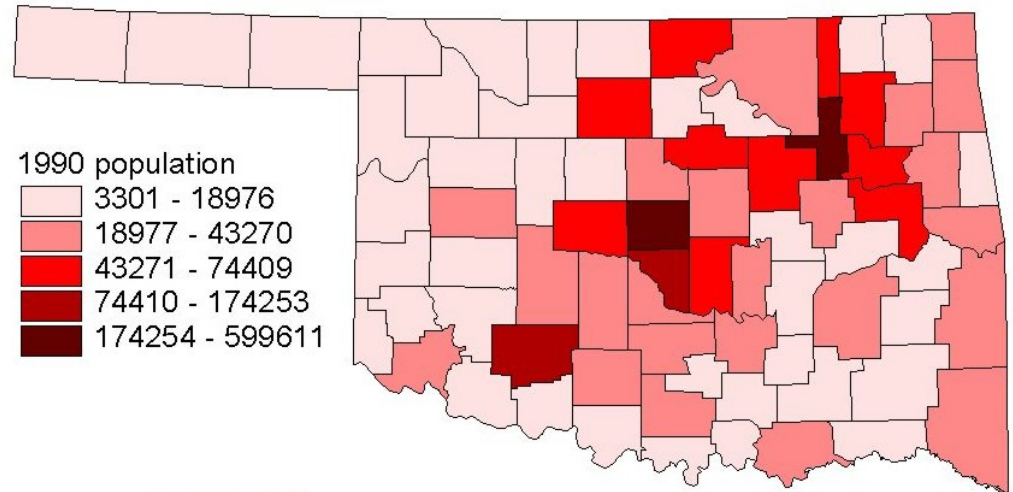 1990 population
3301 - 18976
18977 - 43270
43271 - 74409
74410 - 174253
174254 - 599611